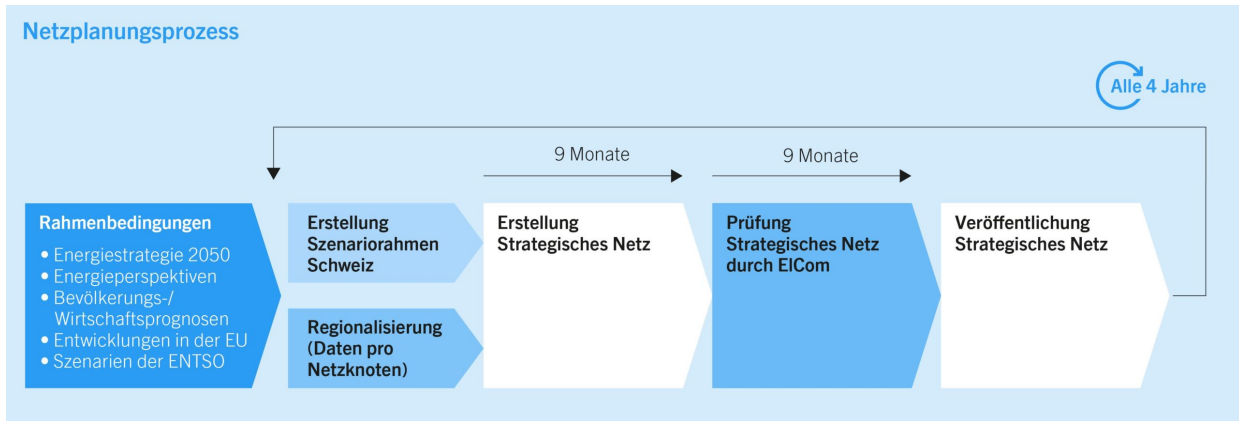 Netzplanungsprozess
Alle 4 Jahre
9 Monate
9 Monate
Rahmenbedingungen
• Energiestrategie 2050
• Energieperspektiven
• Bevölkerungs-/
Wirtschaftsprognosen
• Entwicklungen in der EU
• Szenarien der ENTSO
Erstellung
Szenariorahmen
Schweiz
Regionalisierung
(Daten pro
Netzknoten)
Erstellung
Strategisches Netz
Prüfung
Strategisches Netz
durch ElCom
Veröffentlichung
Strategisches Netz